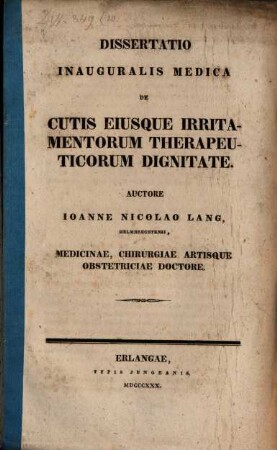 DISSERTATIO
INAUGURALIS MEDICA
DE
CUTIS EIUSQUE IRRITA-
MENTORUM THERAPEU-
TICORUM DIGNITATE.
AUCTORE
IOANNE NICOLAO LANG,
MEDICINAE, CHIRURGIAE ARTISQUE
OBSTETRICIAE DOCTORE.
ERLANGAE,
TYPIS JUNGEANIS.
MDCCCXXX.